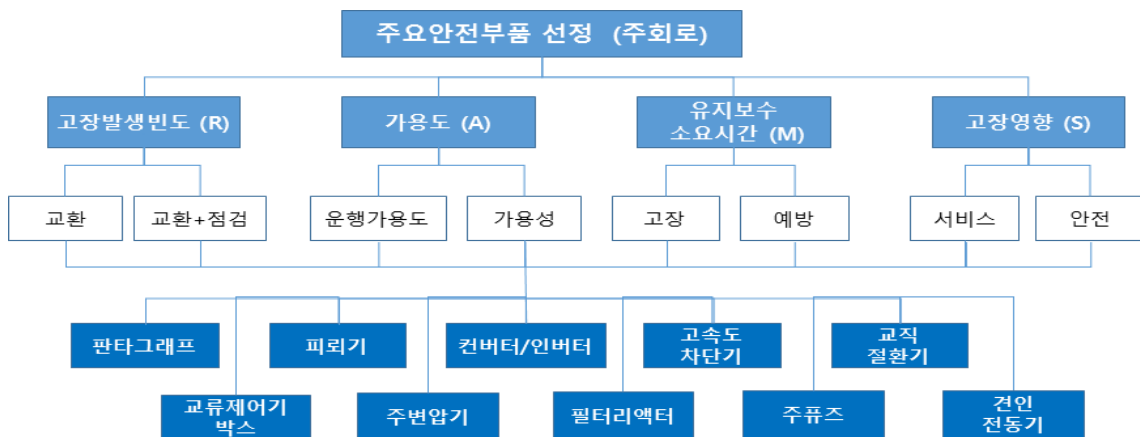 주요안전부품 선정 (주회로)
고장발생빈도 (R)
가용도 (A)
유지보수
소요시간 (M)
고장영향 (S)
교환
교환+점검
운행가용도
가용성
고장
예방
서비스
안전
판타그래프
피뢰기
컨버터/인버터
고속도
차단기
교직
절환기
교류제어기
박스
주변압기
필터리액터
주퓨즈
견인
전동기